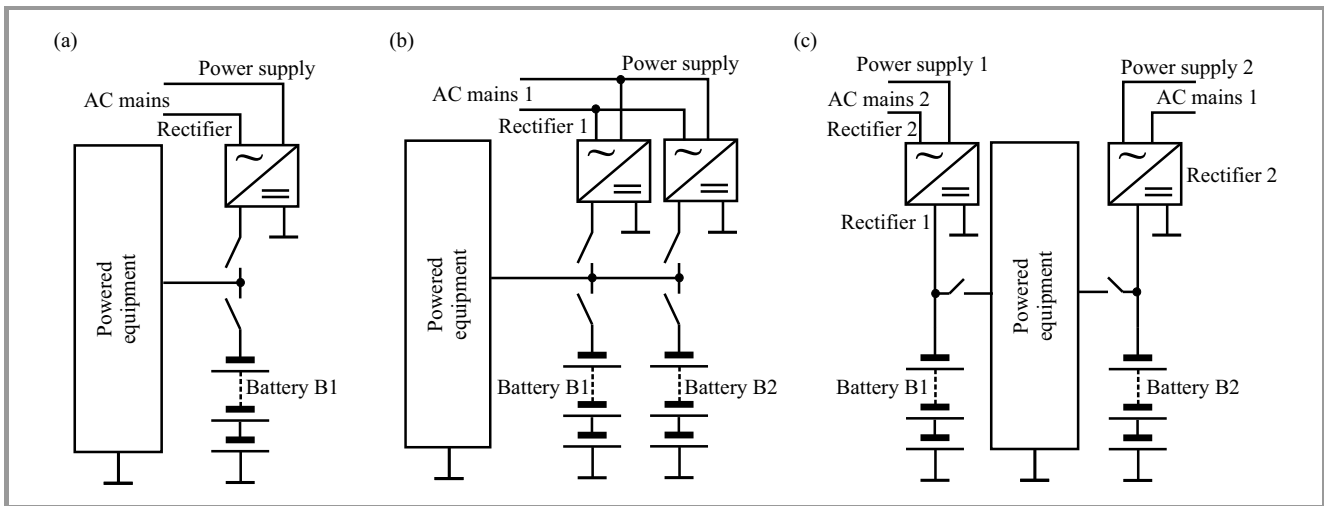 (a)
Power supply
AC mains
Rectifier
Powered
equipment
Battery B1
(b)
Power supply
AC mains 1
Rectifier 1
Powered
equipment
Battery B1
Battery B2
(c)
Power supply 1
AC mains 2
Rectifier 2
Rectifier 1
Powered
equipment
Battery B1
Power supply 2
AC mains 1
Rectifier 2
Battery B2